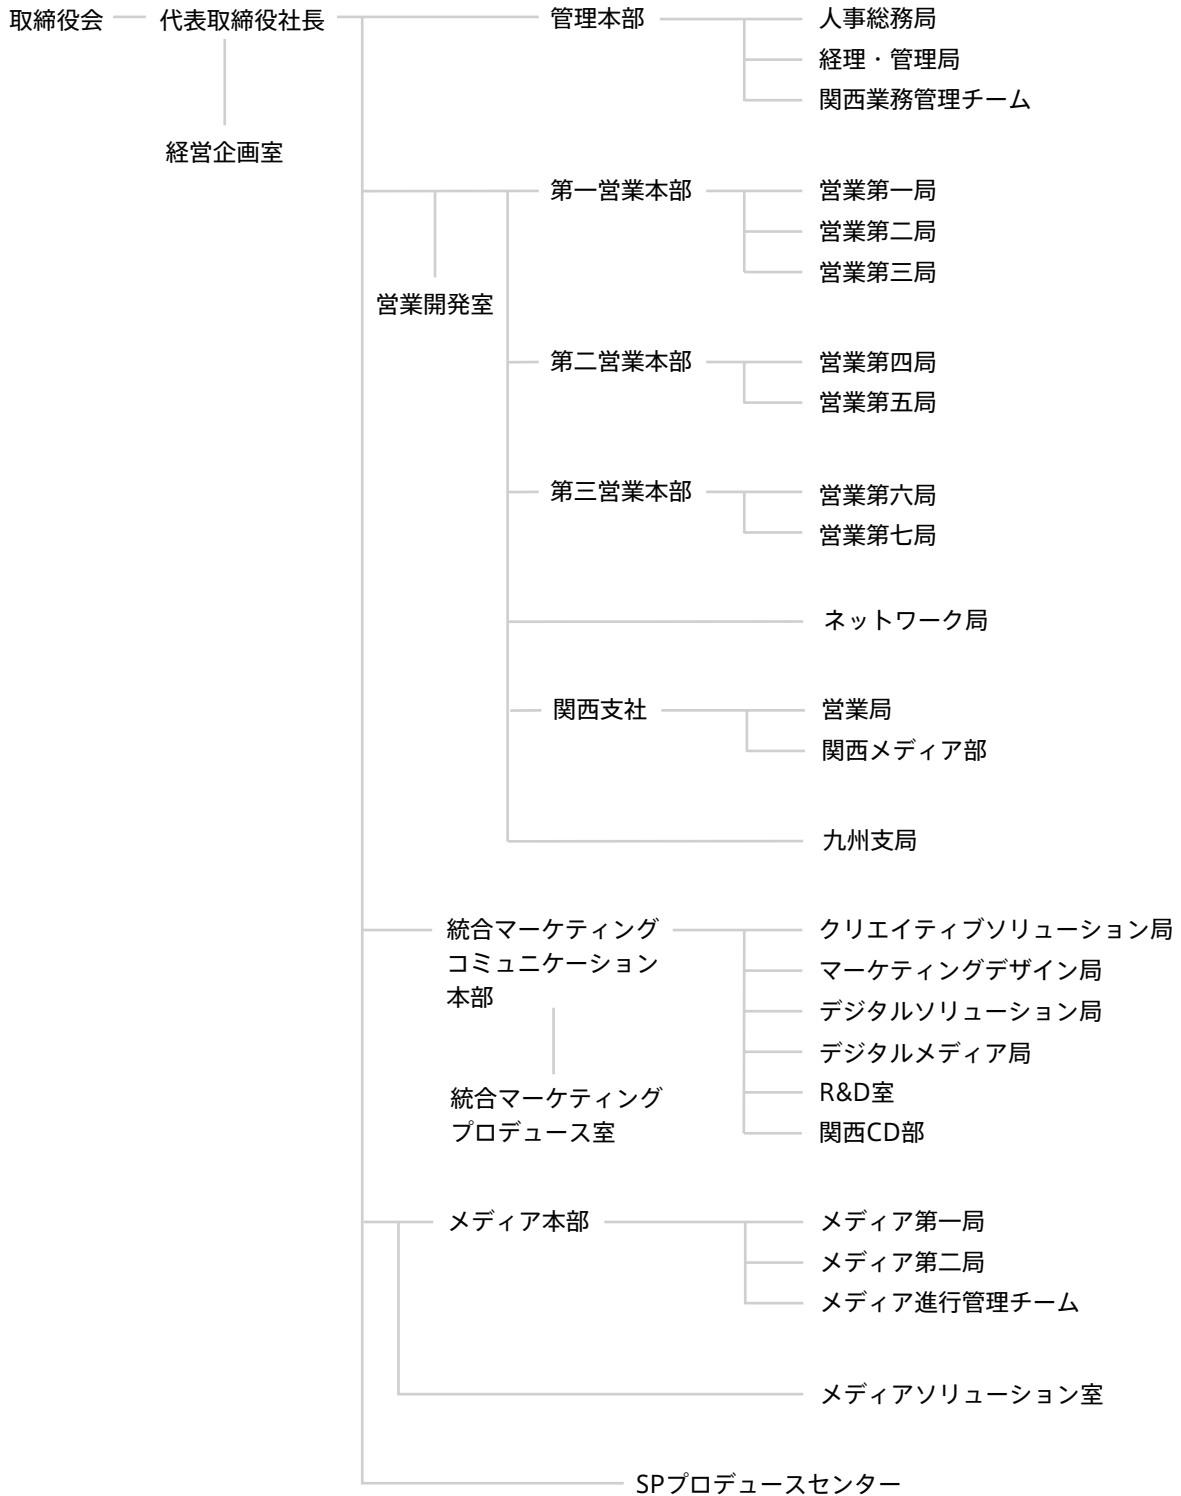 取締役会
代表取締役社長
経営企画室
管理本部
人事総務局
経理・管理局
関西業務管理チーム
営業開発室
第一営業本部
営業第一局
営業第二局
営業第三局
第二営業本部
営業第四局
営業第五局
第三営業本部
営業第六局
営業第七局
ネットワーク局
関西支社
営業局
関西メディア部
九州支局
統合マーケティング
コミュニケーション
本部
統合マーケティング
プロデュース室
クリエイティブソリューション局
マーケティングデザイン局
デジタルソリューション局
デジタルメディア局
R&D室
関西CD部
メディア本部
メディア第一局
メディア第二局
メディア進行管理チーム
メディアソリューション室
SPプロデュースセンター